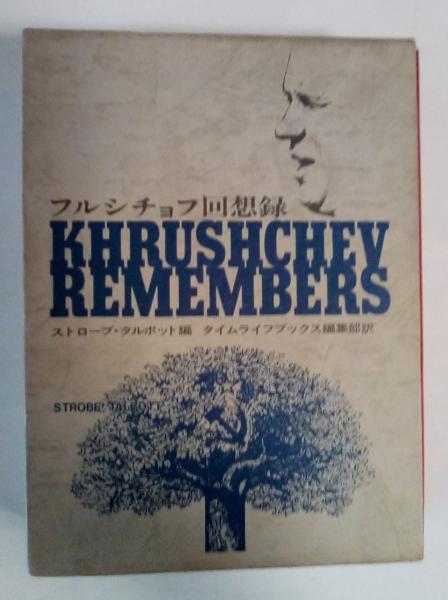 フルシチョフ回想録
KHRUSHCHEV
REMEMBERS
ストローブ・タルボット編 タイムライフブックス編集部訳
STROBE TALBOTT